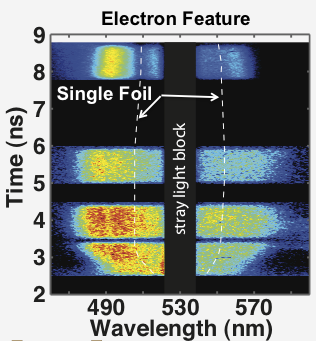 Electron Feature
9
8
7
6
5
4
3
2
Time (ns)
Single Foil
stray light block
490 530 570
Wavelength (nm)